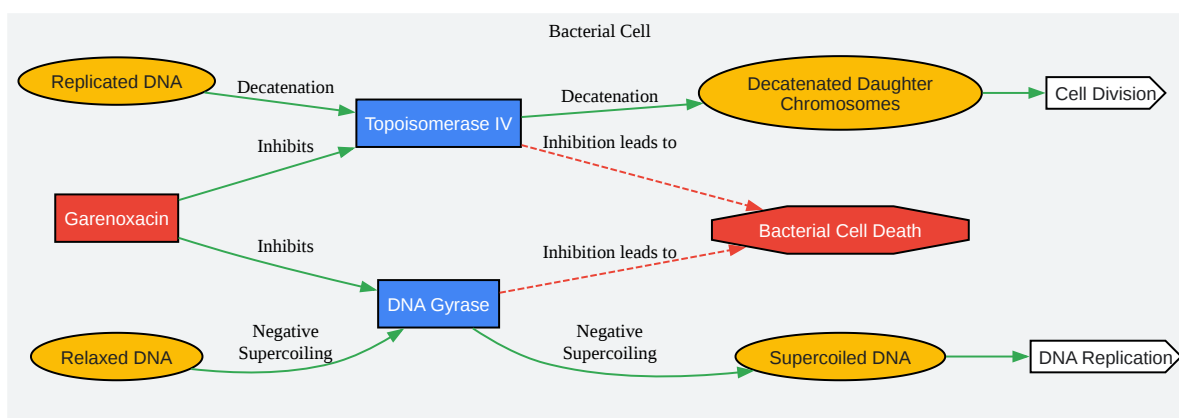 Bacterial Cell
Replicated DNA
Decatenation
Topoisomerase IV
Decatenation
Decatenated Daughter
Chromosomes
Cell Division
Inhibits
Inhibition leads to
Garenoxacin
Bacterial Cell Death
Inhibits
Inhibition leads to
DNA Gyrase
Relaxed DNA
Negative
Supercoiling
Negative
Supercoiling
Supercoiled DNA
DNA Replication